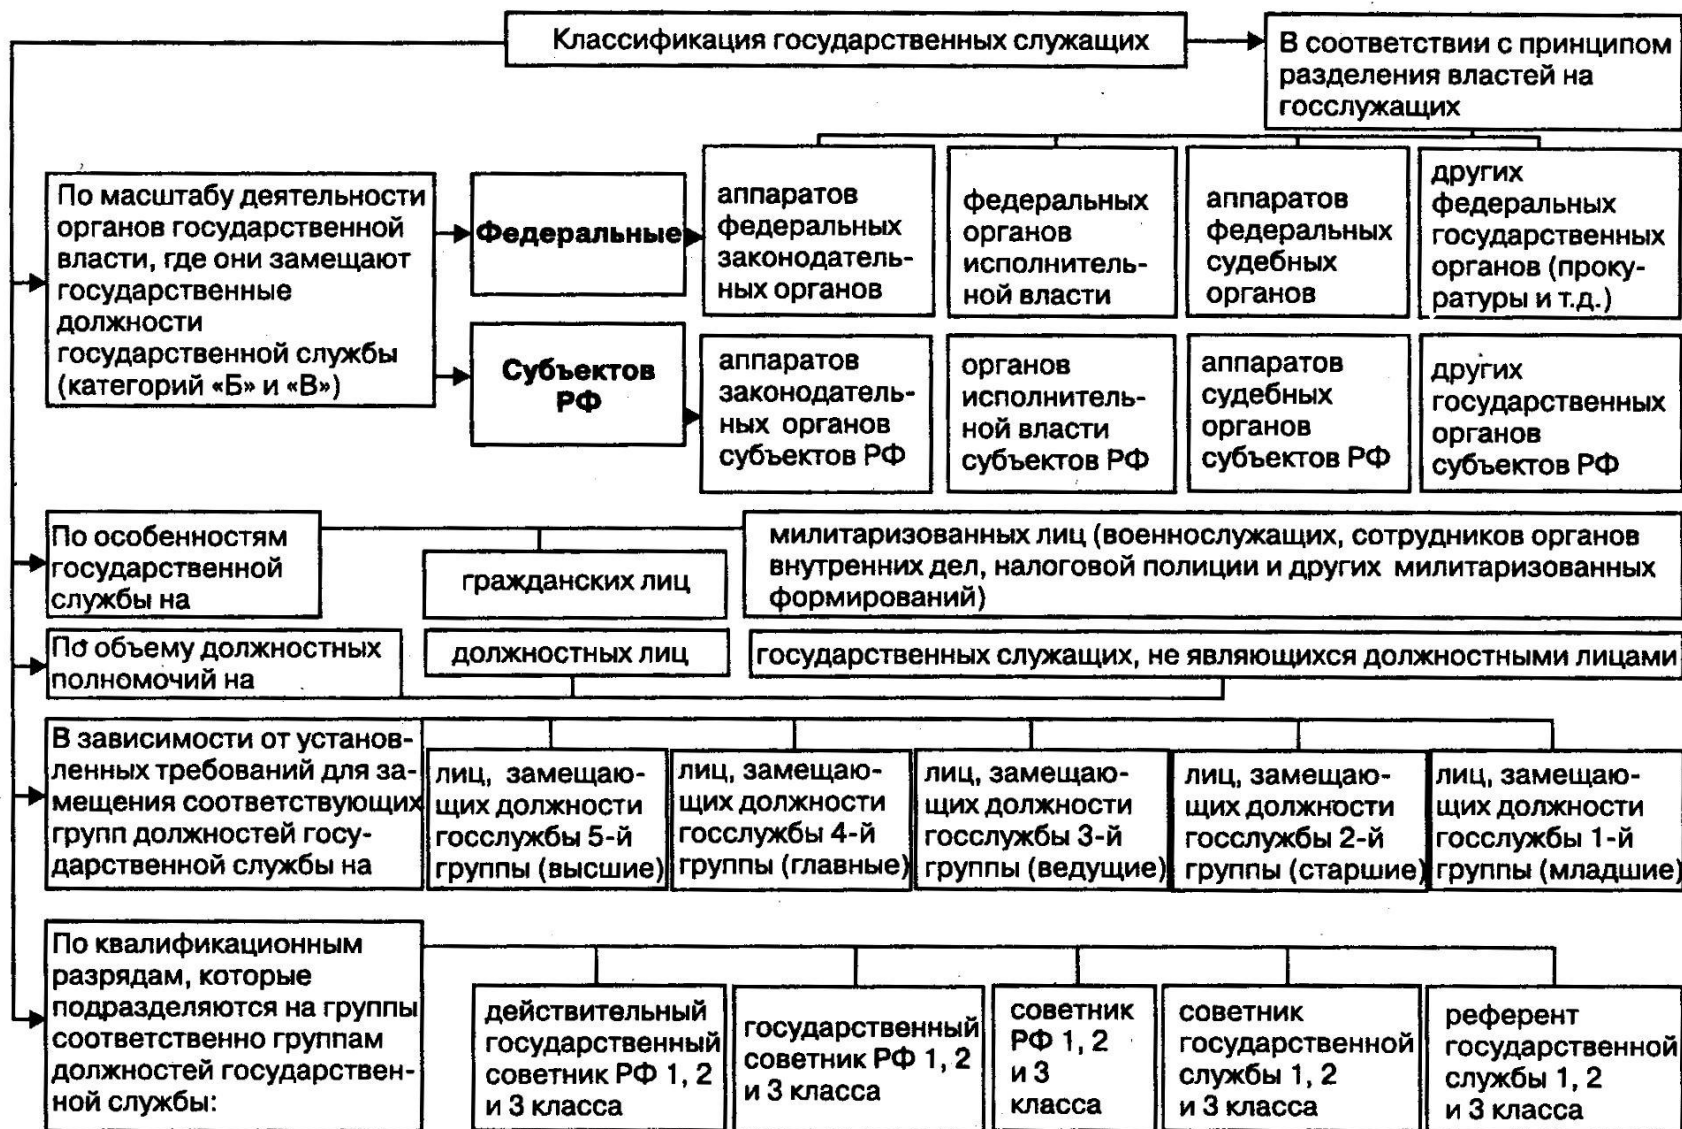 Классификация государственных служащих
В соответствии с принципом
разделения властей на
госслужащих
По масштабу деятельности
органов государственной
власти, где они замещают
государственные
должности
государственной службы
(категорий «Б» и «В»)
Федеральные
аппаратов
федеральных
законодатель-
ных органов
федеральных
органов
исполнитель-
ной власти
аппаратов
федеральных
судебных
органов
других
федеральных
государственных
органов (проку-
ратуры и т.д.)
Субъектов
РФ
аппаратов
законодатель-
ных органов
субъектов РФ
органов
исполнитель-
ной власти
субъектов РФ
аппаратов
судебных
органов
субъектов РФ
других
государственных
органов
субъектов РФ
По особенностям
государственной
службы на
гражданских лиц
милитаризованных лиц (военнослужащих, сотрудников органов
внутренних дел, налоговой полиции и других милитаризованных
формирований)
По объему должностных
полномочий на
должностных лиц
государственных служащих, не являющихся должностными лицами
В зависимости от установ-
ленных требований для за-
мещения соответствующих
групп должностей госу-
дарственной службы на
лиц, замещаю-
щих должности
госслужбы 5-й
группы (высшие)
лиц, замещаю-
щих должности
госслужбы 4-й
группы (главные)
лиц, замещаю-
щих должности
госслужбы 3-й
группы (ведущие)
лиц, замещаю-
щих должности
госслужбы 2-й
группы (старшие)
лиц, замещаю-
щих должности
госслужбы 1-й
группы (младшие)
По квалификационным
разрядам, которые
подразделяются на группы
соответственно группам
должностей государствен-
ной службы:
действительный
государственный
советник РФ 1, 2
и 3 класса
государственный
советник РФ 1, 2
и 3 класса
советник
РФ 1, 2
и 3
класса
советник
государственной
службы 1, 2
и 3 класса
референт
государственной
службы 1, 2
и 3 класса